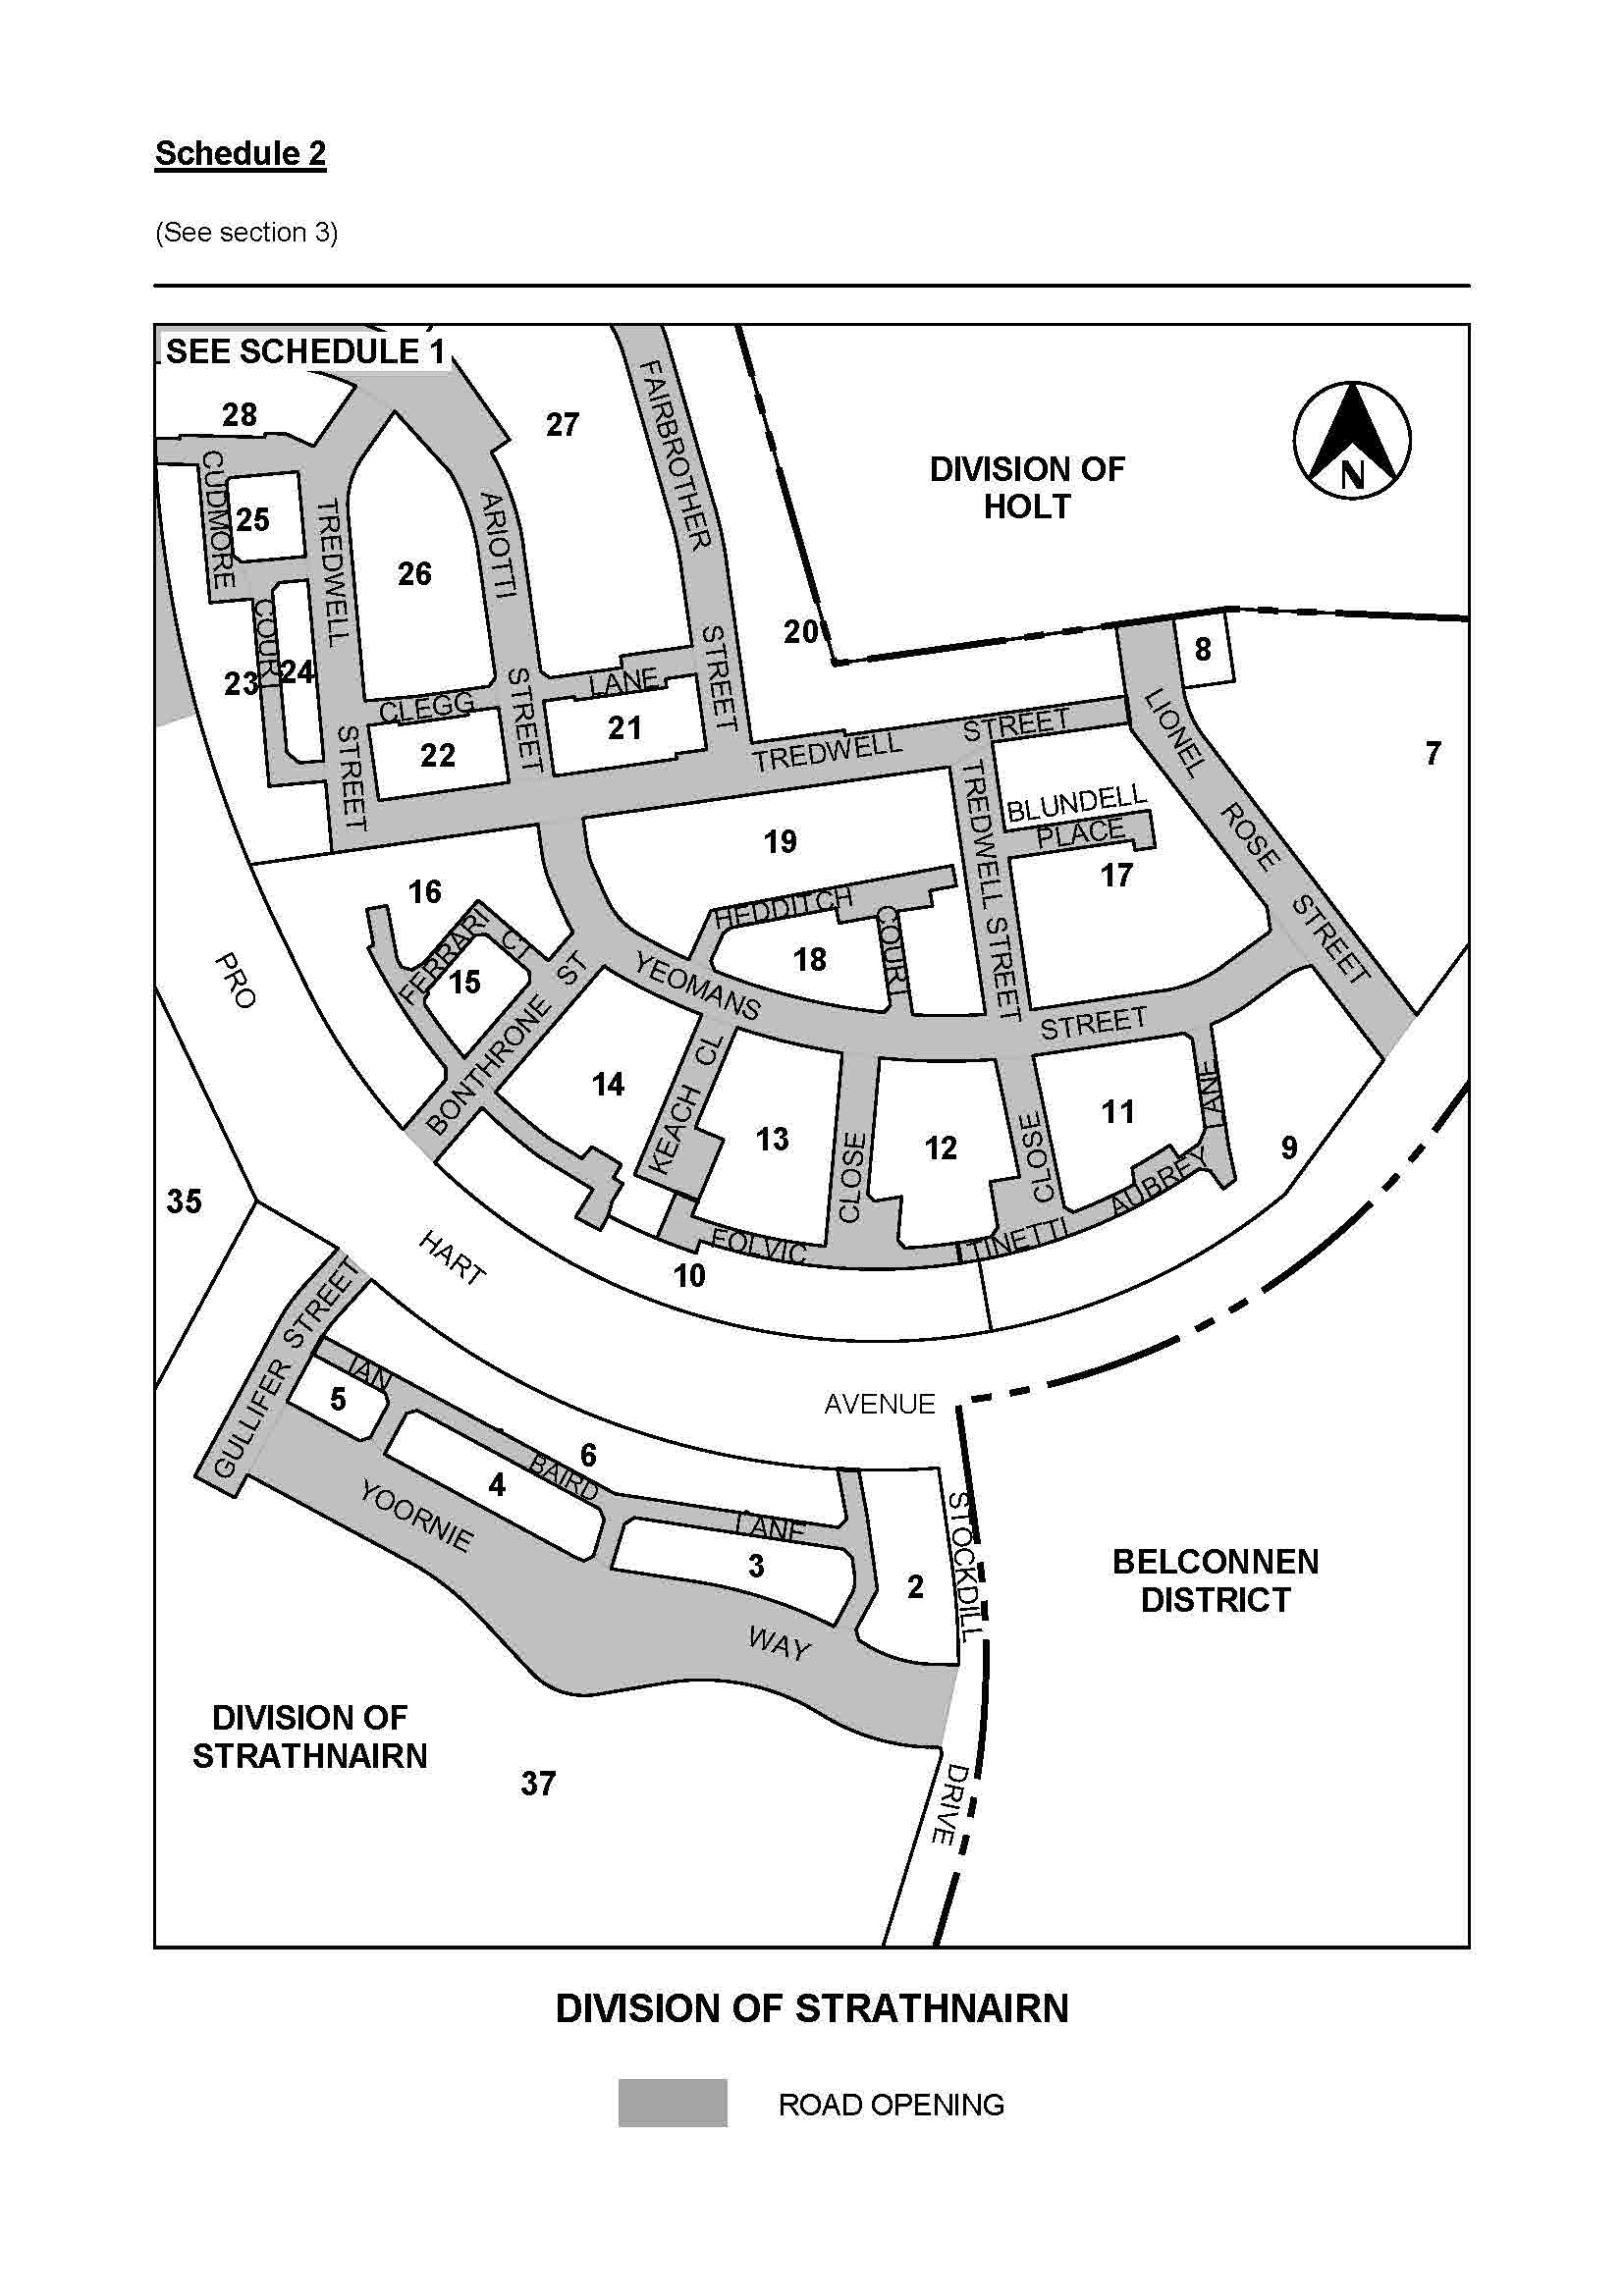 Schedule 2
(See section 3)
SEE SCHEDULE 1
28
27
FAIRBROTHER STREET
DIVISION OF
HOLT
N
CUDMORE COURT
25
TREDWELL STREET
26
ARIOTTI STREET
20
8
23
24
CLEGG LANE
21
22
TREDWELL STREET
LIONEL ROSE STREET
7
BLUNDELL
PLACE
19
TREDWELL STREET
17
16
HEDDITCH COURT
FERRARI CT
15
18
BONTHRONE ST
YEOMANS STREET
PRO
14
KEACH CL
13
CLOSE
12
CLOSE
11
AUBREY LANE
9
35
HART
EOLVIC
TINETTI
10
GULLIFER STREET
IAN BAIRD LANE
5
AVENUE
6
4
YOORNIE
3
2
STOCKDILL
BELCONNEN
DISTRICT
WAY
DIVISION OF
STRATHNAIRN
37
DRIVE
DIVISION OF STRATHNAIRN
ROAD OPENING